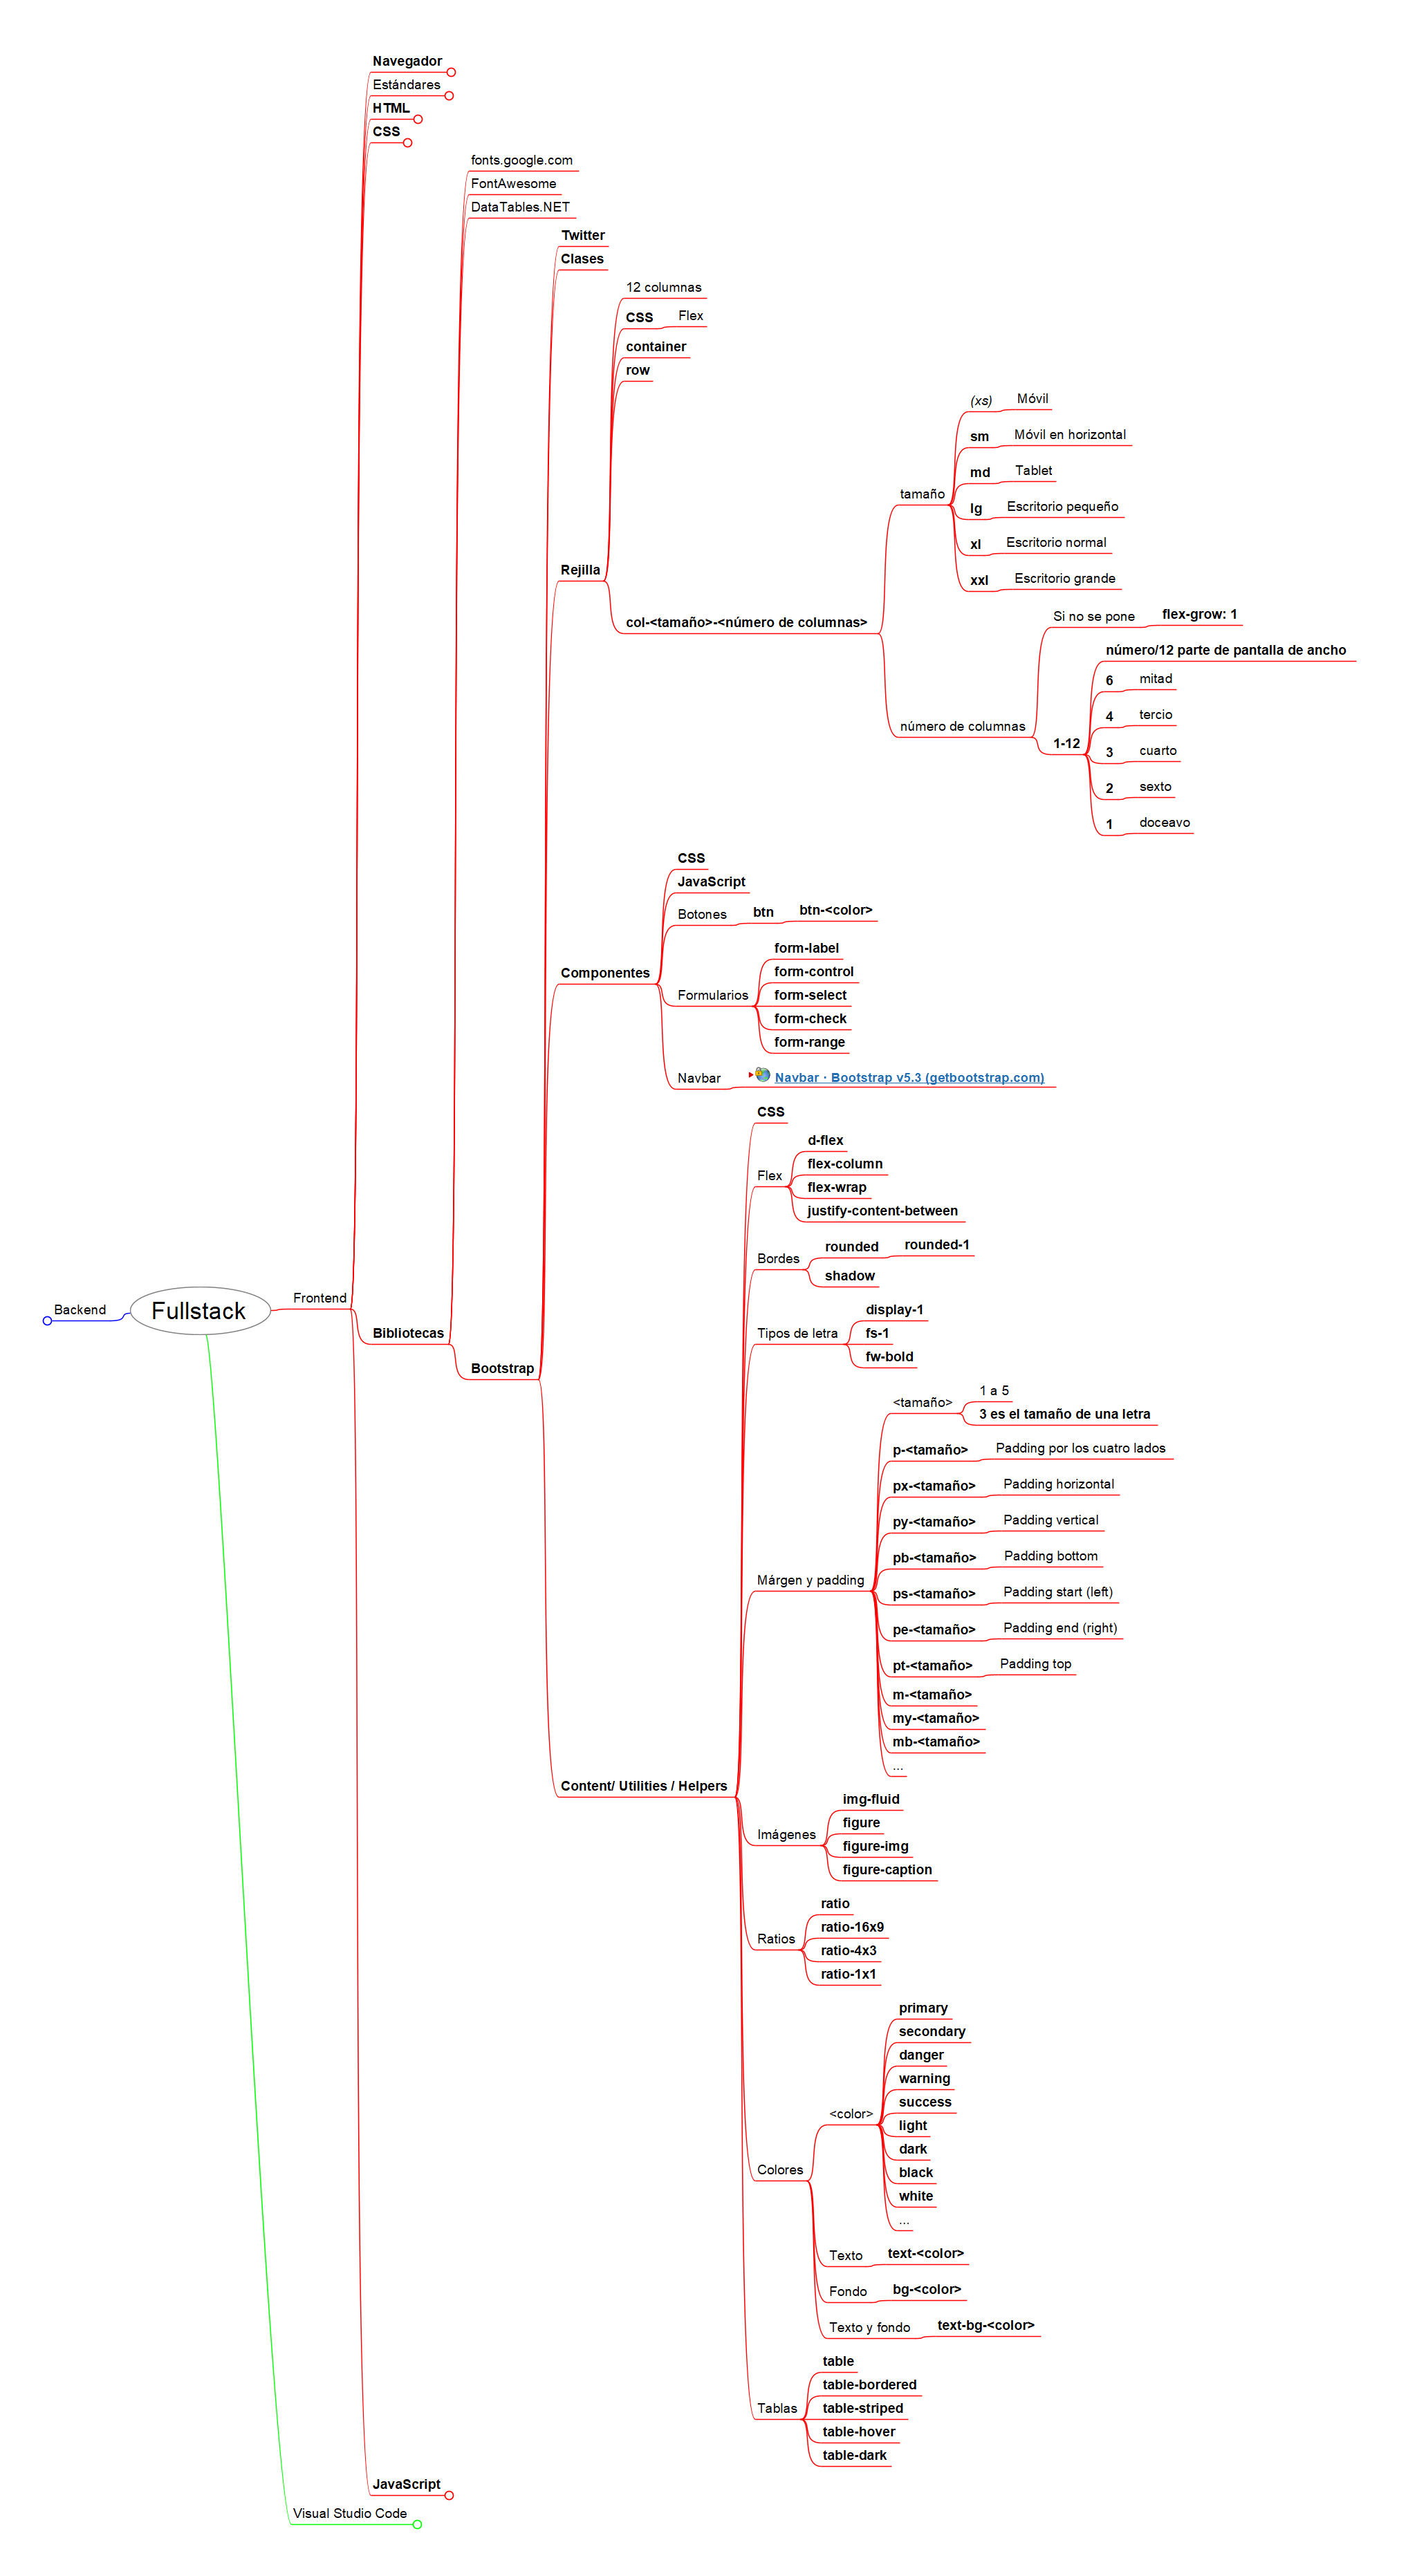 Navegador
Estándares
HTML
CSS
fonts.google.com
FontAwesome
DataTables.NET
Twitter
Clases
12 columnas
CSS Flex
container
row
(xs) Móvil
sm Móvil en horizontal
md Tablet
tamaño
lg Escritorio pequeño
xl Escritorio normal
Rejilla
xxl Escritorio grande
Si no se pone flex-grow: 1
col-<tamaño>-<número de columnas>
número/12 parte de pantalla de ancho
6 mitad
4 tercio
número de columnas
1-12
3 cuarto
2 sexto
1 doceavo
CSS
JavaScript
Botones btn btn-<color>
form-label
Componentes form-control
Formularios form-select
form-check
form-range
Navbar Navbar · Bootstrap v5.3 (getbootstrap.com)
CSS
d-flex
flex-column
Flex
flex-wrap
justify-content-between
rounded rounded-1
Bordes
shadow
Backend Fullstack Frontend
display-1
Bibliotecas Tipos de letra fs-1
fw-bold
Bootstrap
1 a 5
<tamaño>
3 es el tamaño de una letra
p-<tamaño> Padding por los cuatro lados
px-<tamaño> Padding horizontal
py-<tamaño> Padding vertical
pb-<tamaño> Padding bottom
Márgen y padding
ps-<tamaño> Padding start (left)
pe-<tamaño> Padding end (right)
pt-<tamaño> Padding top
m-<tamaño>
my-<tamaño>
mb-<tamaño>
...
Content/ Utilities / Helpers
img-fluid
figure
Imágenes
figure-img
figure-caption
ratio
ratio-16x9
Ratios
ratio-4x3
ratio-1x1
primary
secondary
danger
warning
success
<color>
light
dark
Colores
black
white
...
Texto text-<color>
Fondo bg-<color>
Texto y fondo text-bg-<color>
table
table-bordered
Tablas table-striped
table-hover
table-dark
JavaScript
Visual Studio Code